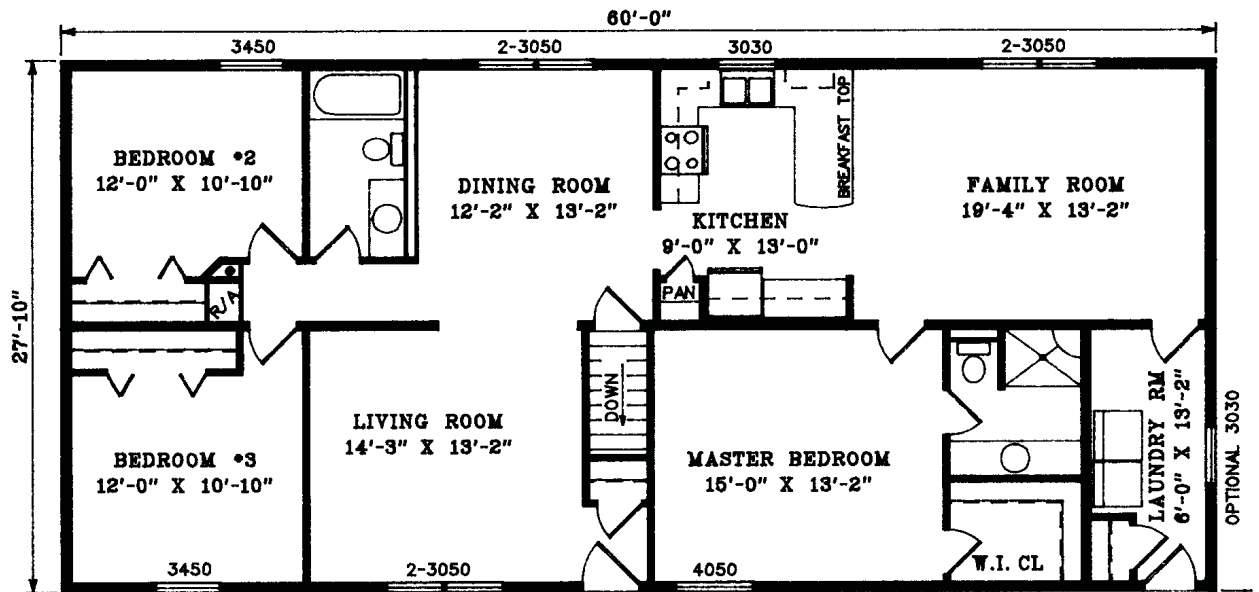 60'-0"
3450
2-3050
3030
2-3050
27'-10"
BEDROOM #2
12'-0" X 10'-10"
DINING ROOM
12'-2" X 13'-2"
BREAKFAST TOP
KITCHEN
9'-0" X 13'-0"
FAMILY ROOM
19'-4" X 13'-2"
R/A
PAN
DOWN
LIVING ROOM
14'-3" X 13'-2"
BEDROOM #3
12'-0" X 10'-10"
MASTER BEDROOM
15'-0" X 13'-2"
LAUNDRY RM
6'-0" X 13'-2"
OPTIONAL 3030
W.I. CL
3450
2-3050
4050